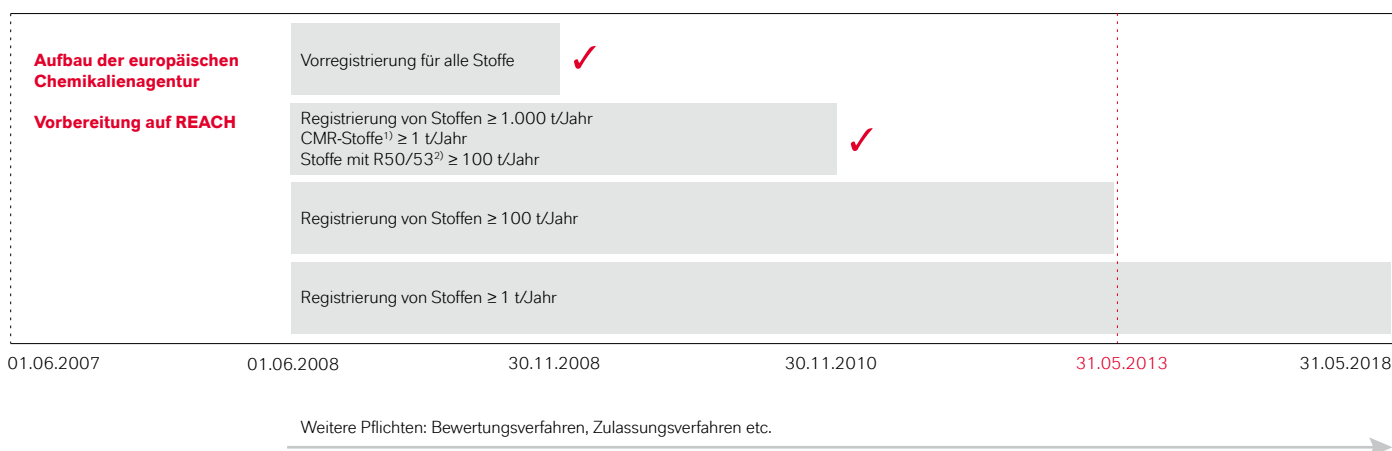 Aufbau der europäischen
Chemikalienagentur
Vorbereitung auf REACH
Vorregistrierung für alle Stoffe
✓
Registrierung von Stoffen ≥ 1.000 t/Jahr
CMR-Stoffe¹⁾ ≥ 1 t/Jahr
Stoffe mit R50/53²⁾ ≥ 100 t/Jahr
✓
Registrierung von Stoffen ≥ 100 t/Jahr
Registrierung von Stoffen ≥ 1 t/Jahr
01.06.2007 01.06.2008 30.11.2008 30.11.2010 31.05.2013 31.05.2018
Weitere Pflichten: Bewertungsverfahren, Zulassungsverfahren etc.